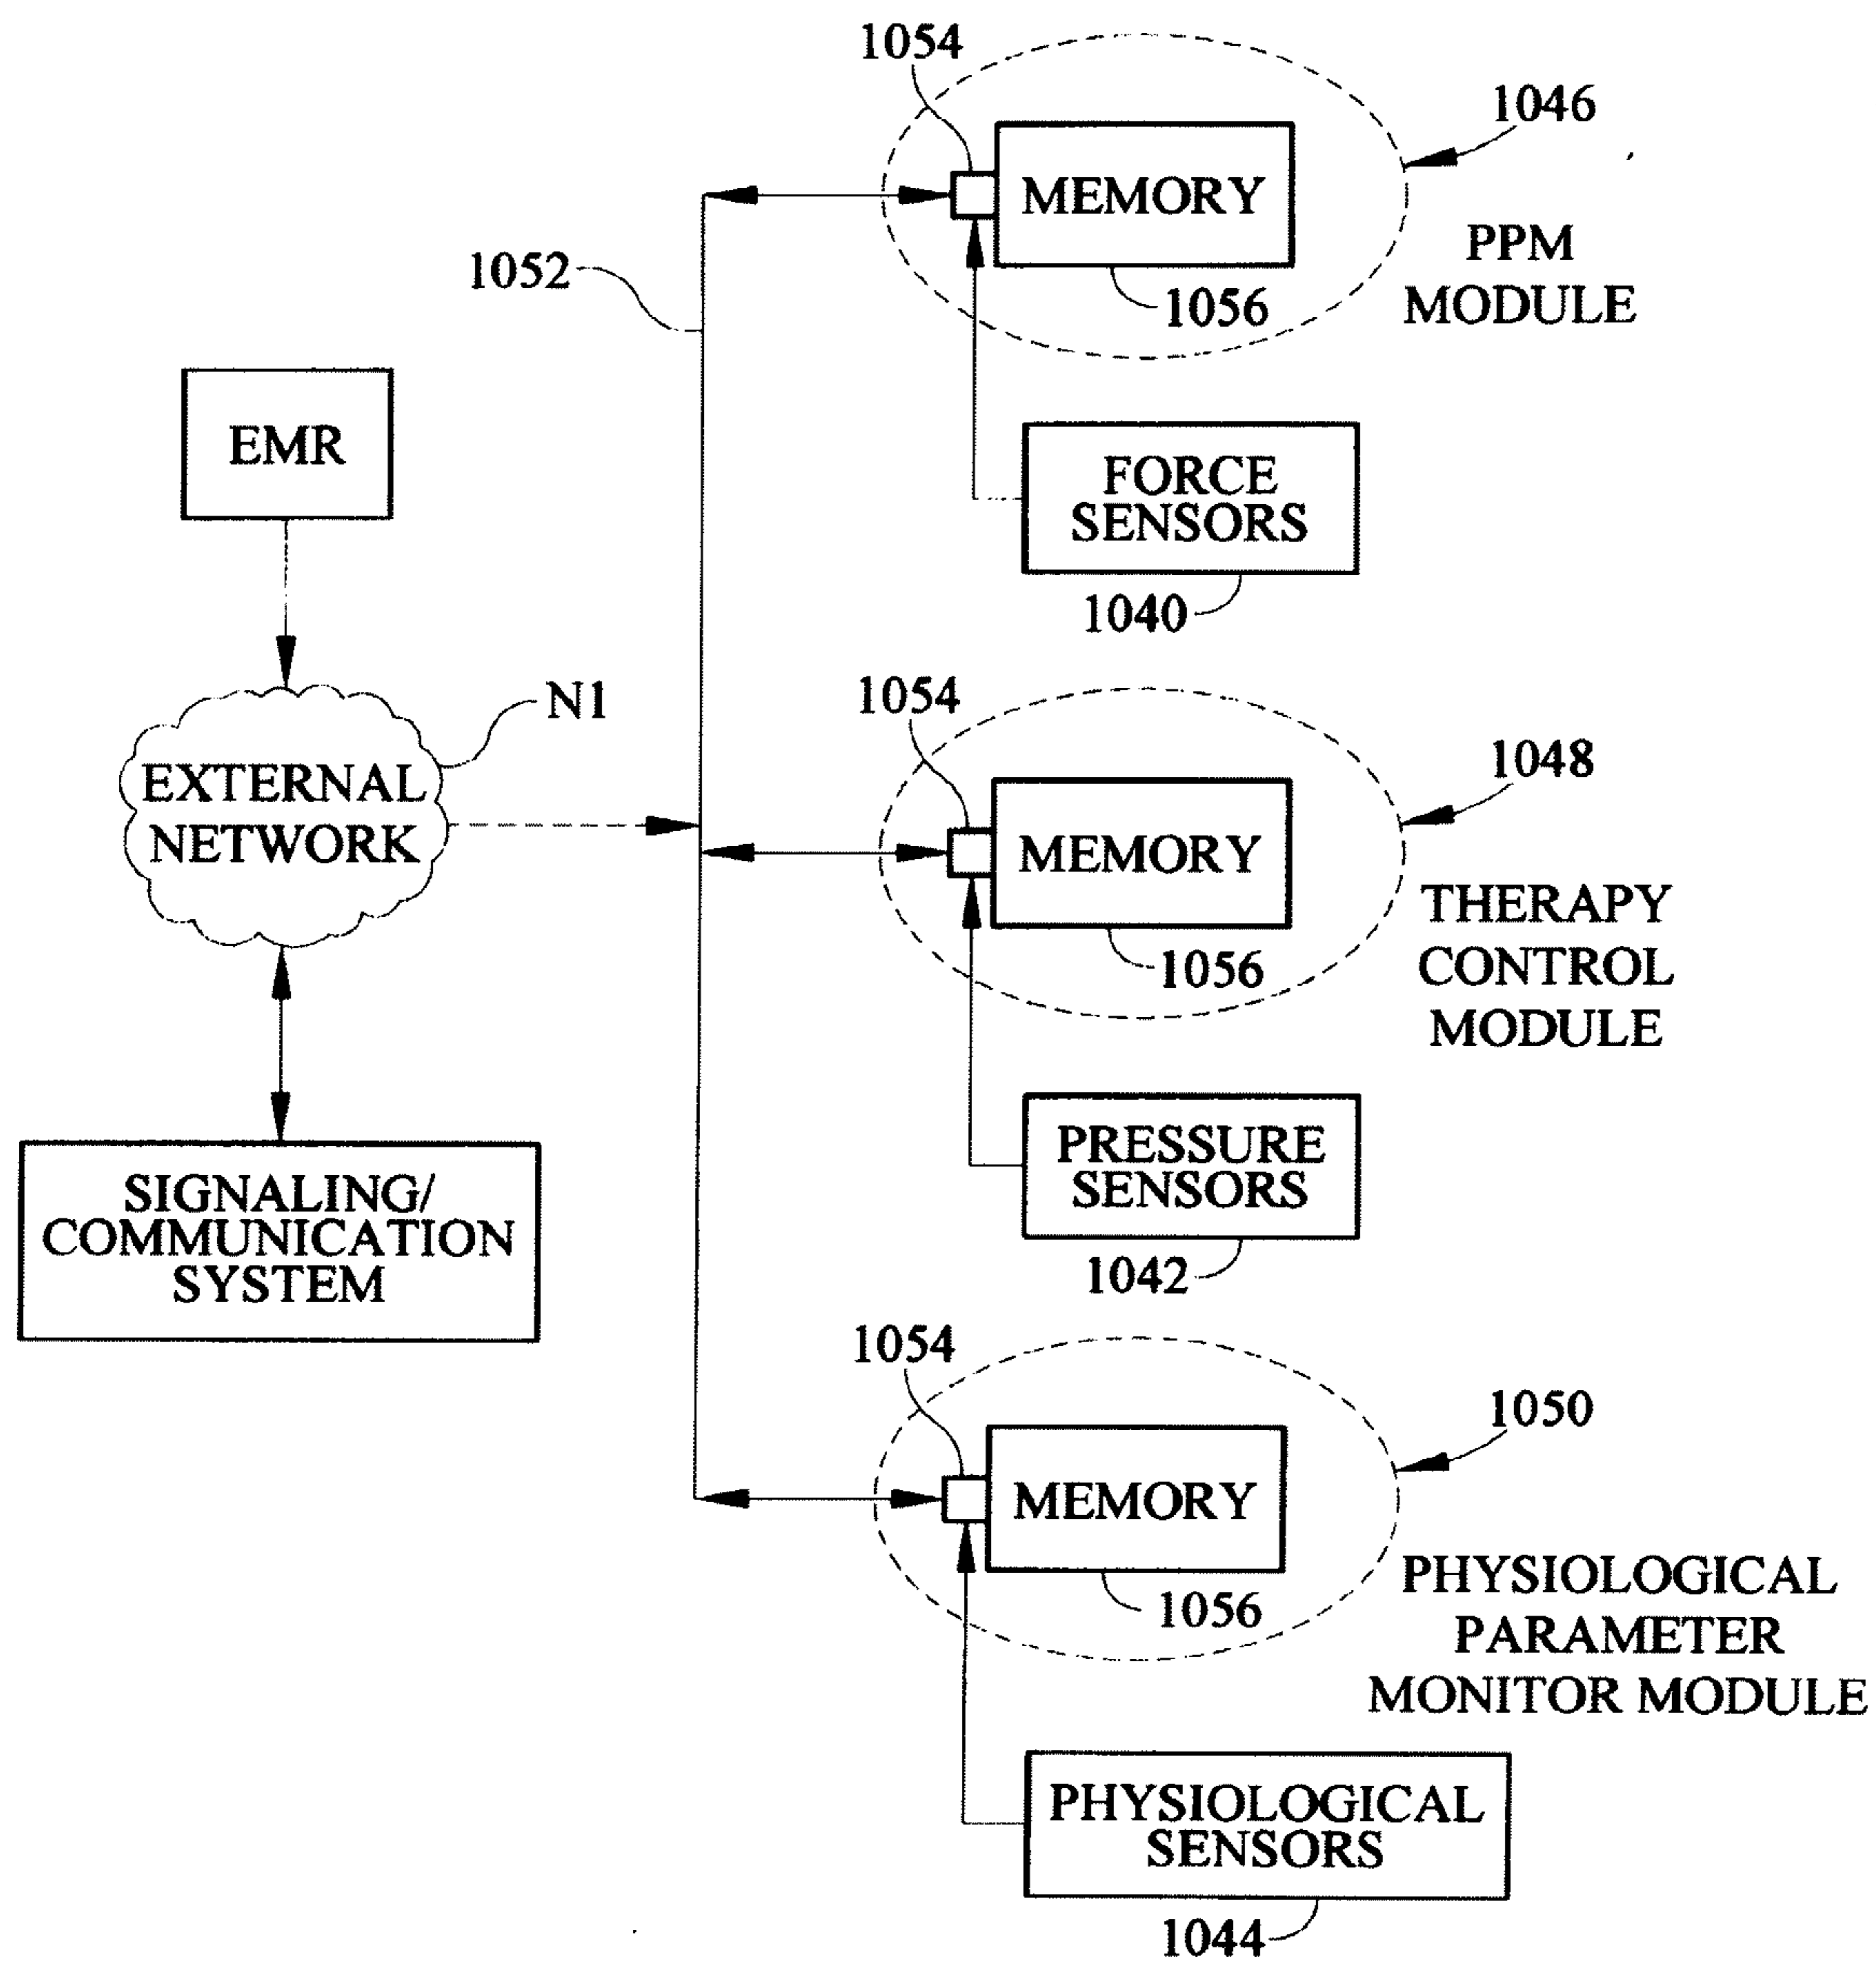 1054
1046
MEMORY
PPM
MODULE
1052
1056
EMR
FORCE
SENSORS
1040
N1
1054
1048
EXTERNAL
NETWORK
MEMORY
THERAPY
CONTROL
MODULE
1056
PRESSURE
SENSORS
1042
SIGNALING/
COMMUNICATION
SYSTEM
1054
1050
MEMORY
1056
PHYSIOLOGICAL
PARAMETER
MONITOR MODULE
PHYSIOLOGICAL
SENSORS
1044